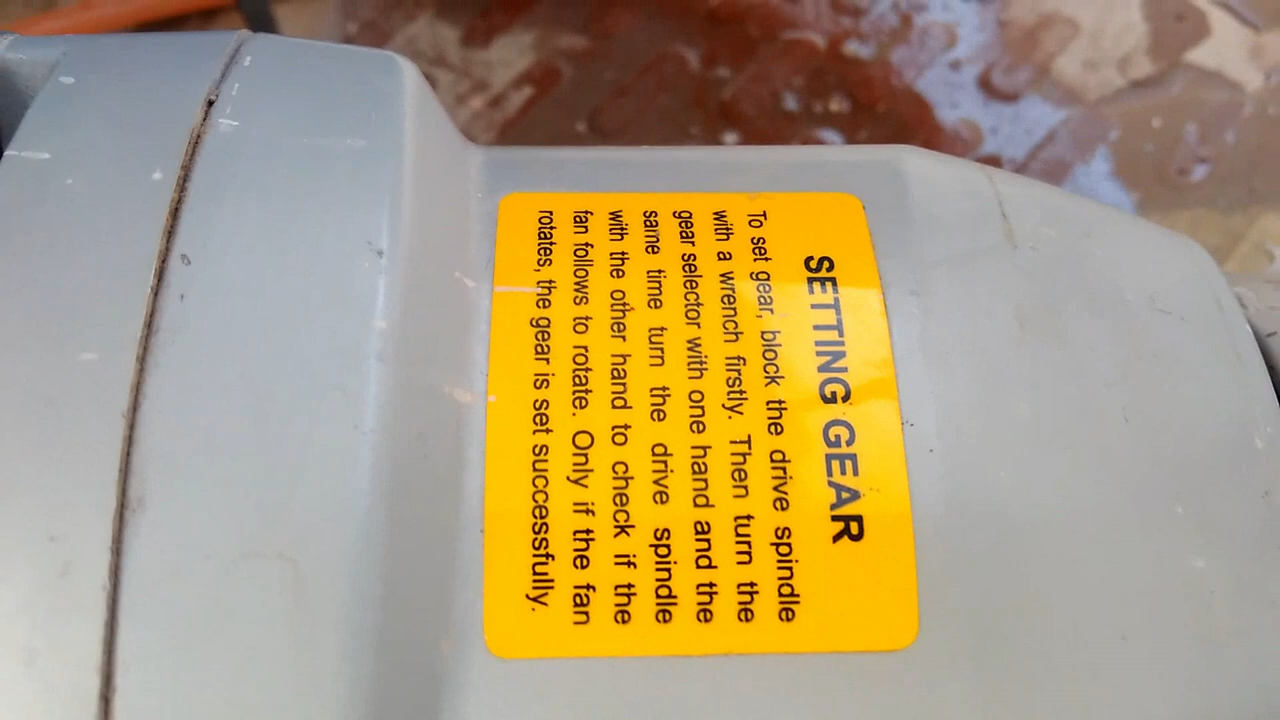 SETTING GEAR
To set gear, block the drive spindle
with a wrench firstly. Then turn the
gear selector with one hand and the
same time turn the drive spindle
with the other hand to check if the
fan follows to rotate. Only if the fan
rotates, the gear is set successfully.